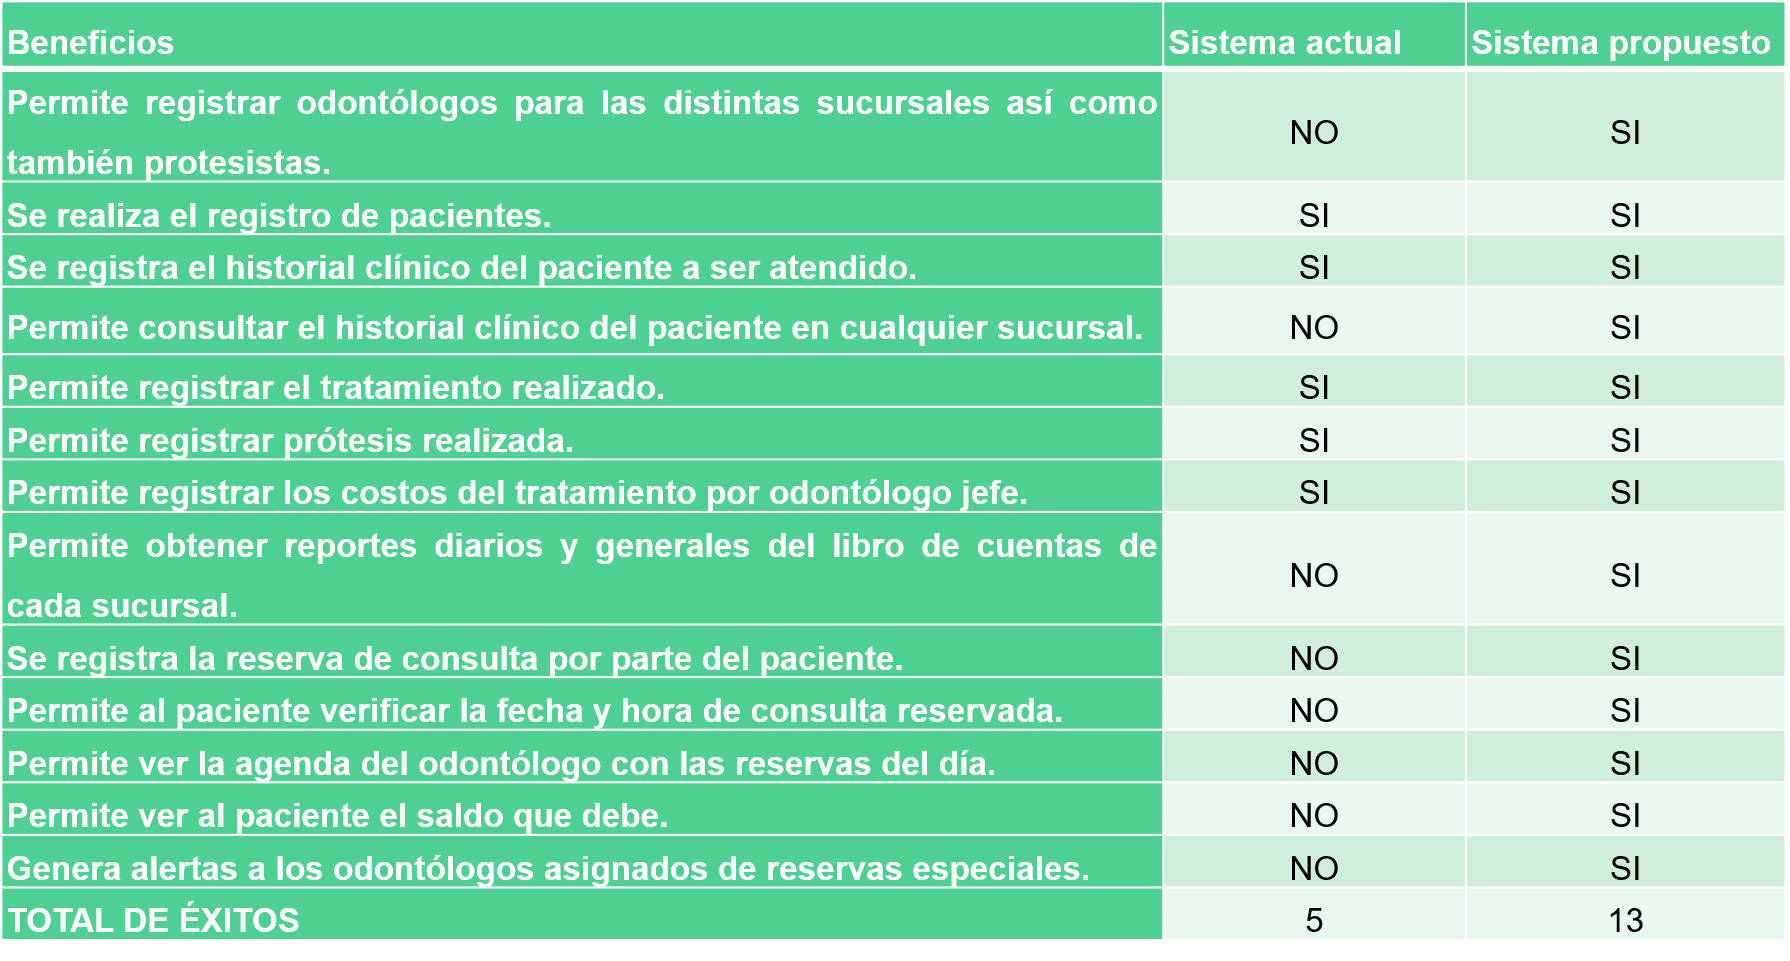 Beneficios Sistema actual Sistema propuesto
Permite registrar odontólogos para las distintas sucursales así como
también protesistas.
NO SI
Se realiza el registro de pacientes. SI SI
Se registra el historial clínico del paciente a ser atendido. SI SI
Permite consultar el historial clínico del paciente en cualquier sucursal. NO SI
Permite registrar el tratamiento realizado. SI SI
Permite registrar prótesis realizada. SI SI
Permite registrar los costos del tratamiento por odontólogo jefe. SI SI
Permite obtener reportes diarios y generales del libro de cuentas de
cada sucursal.
NO SI
Se registra la reserva de consulta por parte del paciente. NO SI
Permite al paciente verificar la fecha y hora de consulta reservada. NO SI
Permite ver la agenda del odontólogo con las reservas del día. NO SI
Permite ver al paciente el saldo que debe. NO SI
Genera alertas a los odontólogos asignados de reservas especiales. NO SI
TOTAL DE ÉXITOS 5 13